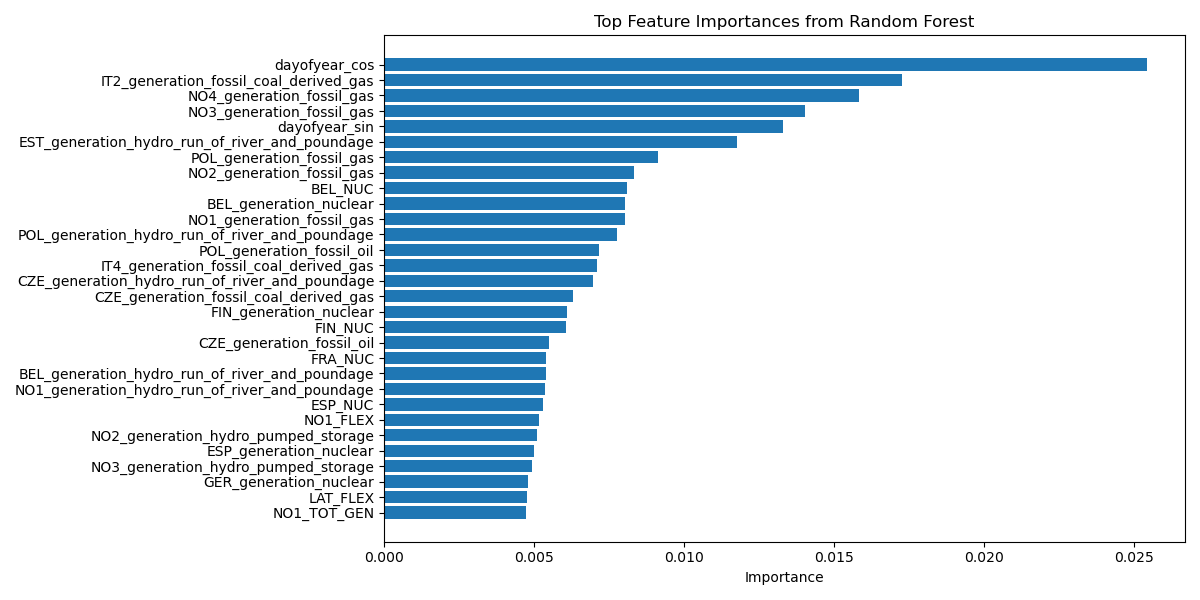 Top Feature Importances from Random Forest
dayofyear_cos
IT2_generation_fossil_coal_derived_gas
NO4_generation_fossil_gas
NO3_generation_fossil_gas
dayofyear_sin
EST_generation_hydro_run_of_river_and_poundage
POL_generation_fossil_gas
NO2_generation_fossil_gas
BEL_NUC
BEL_generation_nuclear
NO1_generation_fossil_gas
POL_generation_hydro_run_of_river_and_poundage
POL_generation_fossil_oil
IT4_generation_fossil_coal_derived_gas
CZE_generation_hydro_run_of_river_and_poundage
CZE_generation_fossil_coal_derived_gas
FIN_generation_nuclear
FIN_NUC
CZE_generation_fossil_oil
FRA_NUC
BEL_generation_hydro_run_of_river_and_poundage
NO1_generation_hydro_run_of_river_and_poundage
ESP_NUC
NO1_FLEX
NO2_generation_hydro_pumped_storage
ESP_generation_nuclear
NO3_generation_hydro_pumped_storage
GER_generation_nuclear
LAT_FLEX
NO1_TOT_GEN
0.000 0.005 0.010 0.015 0.020 0.025
Importance